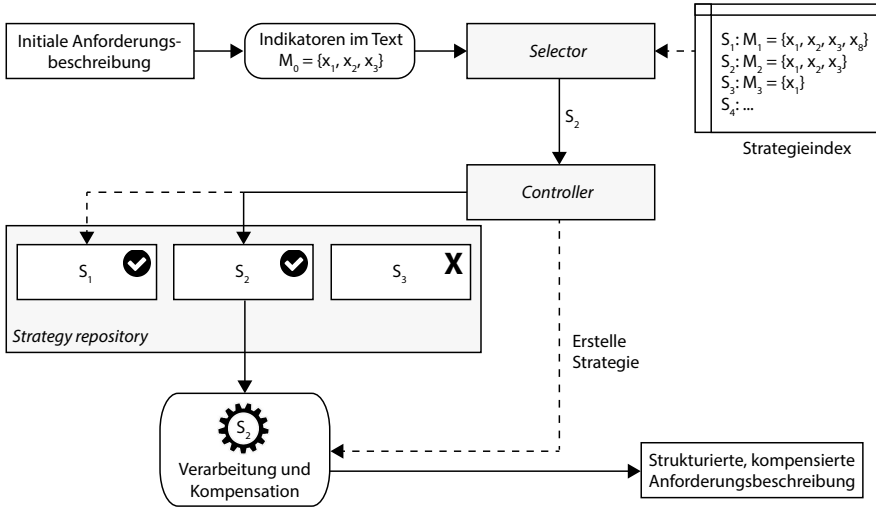 Initiale Anforderungs-
beschreibung
Indikatoren im Text
M₀ = {x₁, x₂, x₃}
Selector
S₁: M₁ = {x₁, x₂, x₃, x₈}
S₂: M₂ = {x₁, x₂, x₃}
S₃: M₃ = {x₁}
S₄: ...
Strategieindex
S₂
Controller
S₁
S₂
S₃
X
Strategy repository
Erstelle
Strategie
S₂
Verarbeitung und
Kompensation
Strukturierte, kompensierte
Anforderungsbeschreibung